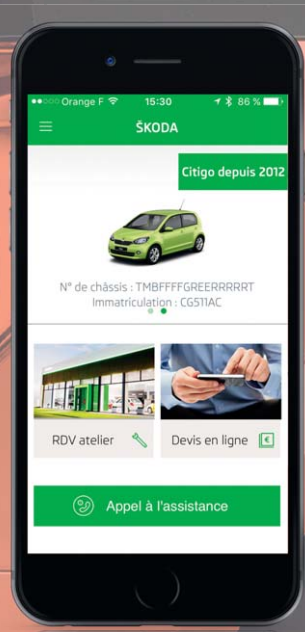 Orange F 15:30 86 %
ŠKODA
Citigo depuis 2012
N° de châssis : TMBFFFFGREERRRRRT
Immatriculation : CG511AC
RDV atelier
Devis en ligne €
Appel à l'assistance